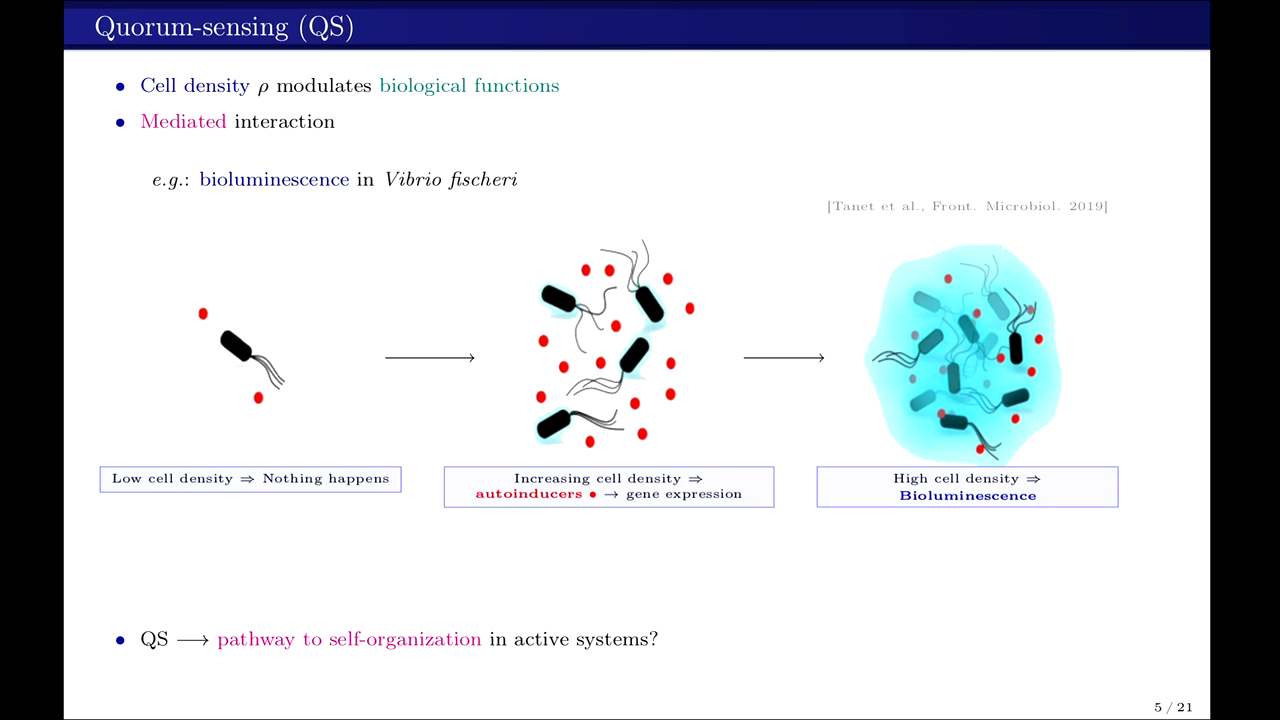 Quorum-sensing (QS)
• Cell density ρ modulates biological functions
• Mediated interaction
e.g.: bioluminescence in Vibrio fischeri
[Tanet et al., Front. Microbiol. 2019]
Low cell density ⇒ Nothing happens
Increasing cell density ⇒
autoinducers • → gene expression
High cell density ⇒
Bioluminescence
• QS ⟶ pathway to self-organization in active systems?
5 / 21